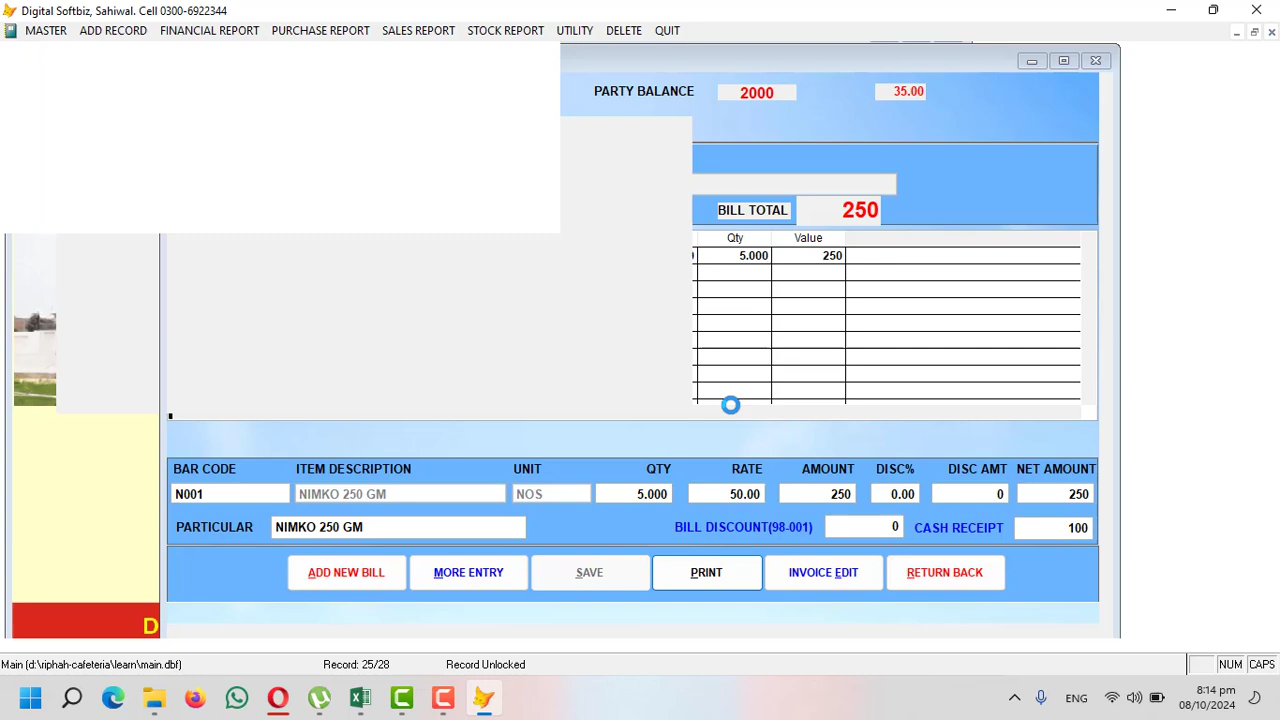 Digital Softbiz, Sahiwal. Cell 0300-6922344
MASTER ADD RECORD FINANCIAL REPORT PURCHASE REPORT SALES REPORT STOCK REPORT UTILITY DELETE QUIT
PARTY BALANCE 2000 35.00
BILL TOTAL 250
Qty Value
5.000 250
BAR CODE ITEM DESCRIPTION UNIT QTY RATE AMOUNT DISC% DISC AMT NET AMOUNT
N001 NIMKO 250 GM NOS 5.000 50.00 250 0.00 0 250
PARTICULAR NIMKO 250 GM BILL DISCOUNT(98-001) 0 CASH RECEIPT 100
ADD NEW BILL MORE ENTRY SAVE PRINT INVOICE EDIT RETURN BACK
D
Main (d:\riphah-cafeteria\learn\main.dbf) Record: 25/28 Record Unlocked NUM CAPS
ENG 8:14 pm
08/10/2024